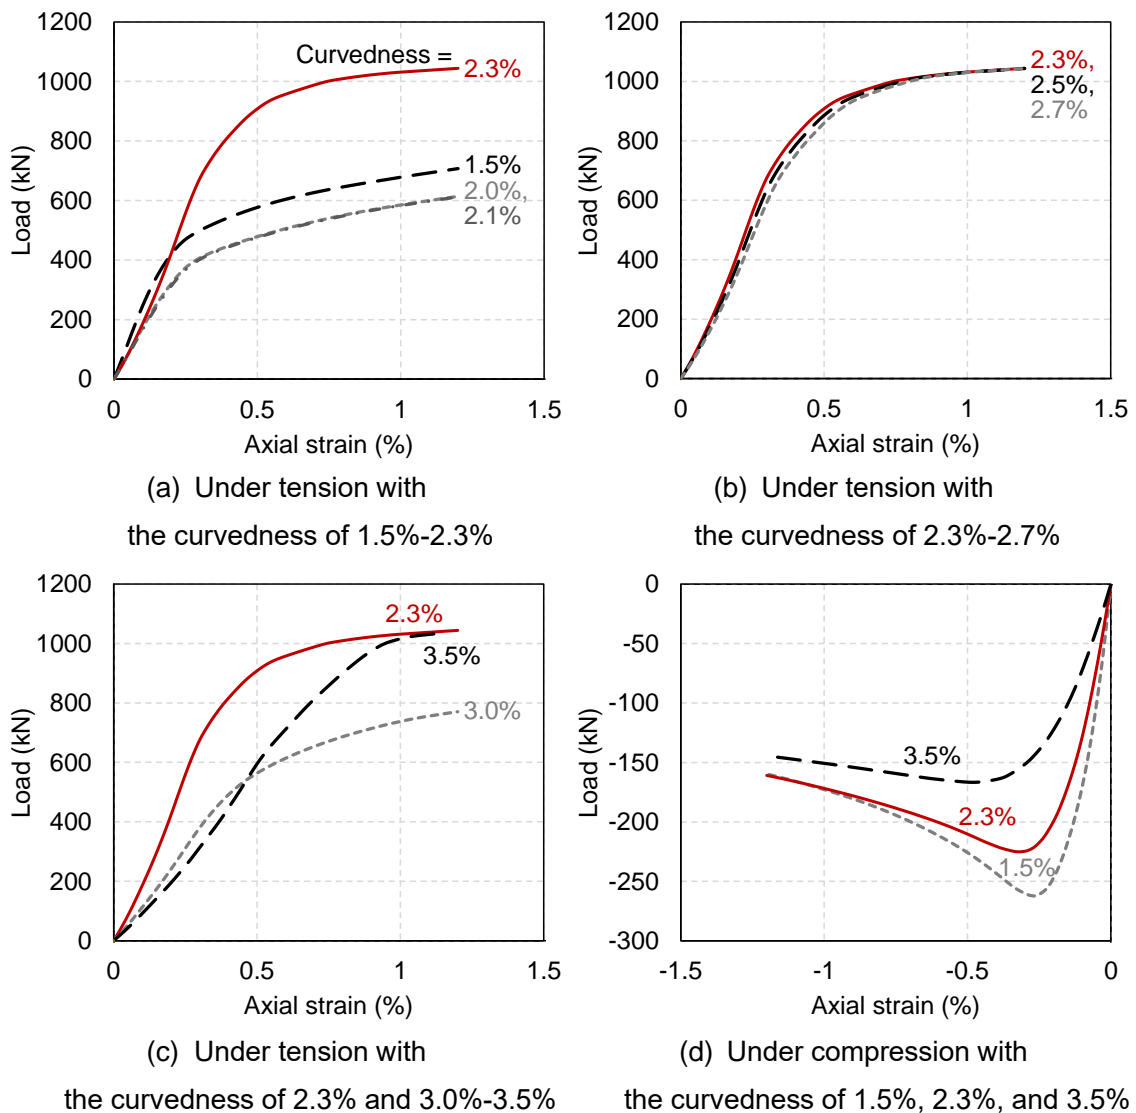 1200
1000
800
600
400
200
0
Load (kN)
Curvedness =
2.3%
1.5%
2.0%,
2.1%
0 0.5 1 1.5
Axial strain (%)
(a) Under tension with
the curvedness of 1.5%-2.3%
1200
1000
800
600
400
200
0
Load (kN)
2.3%,
2.5%,
2.7%
0 0.5 1 1.5
Axial strain (%)
(b) Under tension with
the curvedness of 2.3%-2.7%
1200
1000
800
600
400
200
0
Load (kN)
2.3%
3.5%
3.0%
0 0.5 1 1.5
Axial strain (%)
(c) Under tension with
the curvedness of 2.3% and 3.0%-3.5%
0
-50
-100
-150
-200
-250
-300
Load (kN)
3.5%
2.3%
1.5%
-1.5 -1 -0.5 0
Axial strain (%)
(d) Under compression with
the curvedness of 1.5%, 2.3%, and 3.5%